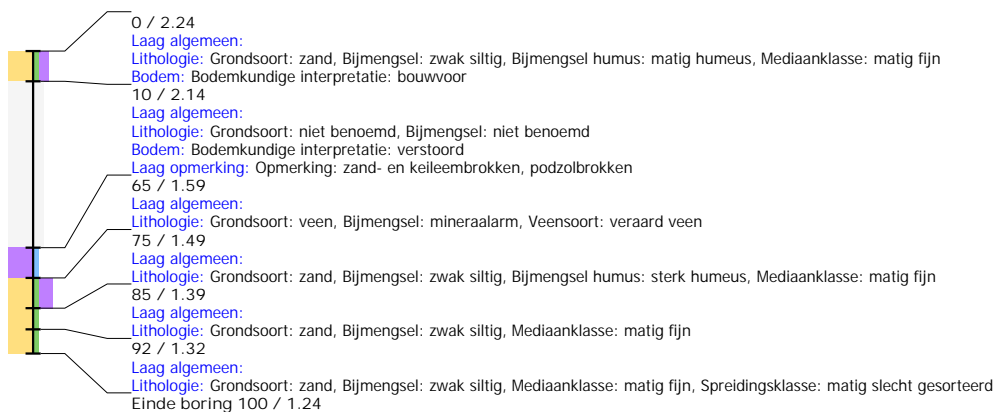 0 / 2.24
Laag algemeen:
Lithologie: Grondsoort: zand, Bijmengsel: zwak siltig, Bijmengsel humus: matig humeus, Mediaanklasse: matig fijn
Bodem: Bodemkundige interpretatie: bouwvoor
10 / 2.14
Laag algemeen:
Lithologie: Grondsoort: niet benoemd, Bijmengsel: niet benoemd
Bodem: Bodemkundige interpretatie: verstoord
Laag opmerking: Opmerking: zand- en keileembrokken, podzolbrokken
65 / 1.59
Laag algemeen:
Lithologie: Grondsoort: veen, Bijmengsel: mineraalarm, Veensoort: veraard veen
75 / 1.49
Laag algemeen:
Lithologie: Grondsoort: zand, Bijmengsel: zwak siltig, Bijmengsel humus: sterk humeus, Mediaanklasse: matig fijn
85 / 1.39
Laag algemeen:
Lithologie: Grondsoort: zand, Bijmengsel: zwak siltig, Mediaanklasse: matig fijn
92 / 1.32
Laag algemeen:
Lithologie: Grondsoort: zand, Bijmengsel: zwak siltig, Mediaanklasse: matig fijn, Spreidingsklasse: matig slecht gesorteerd
Einde boring 100 / 1.24